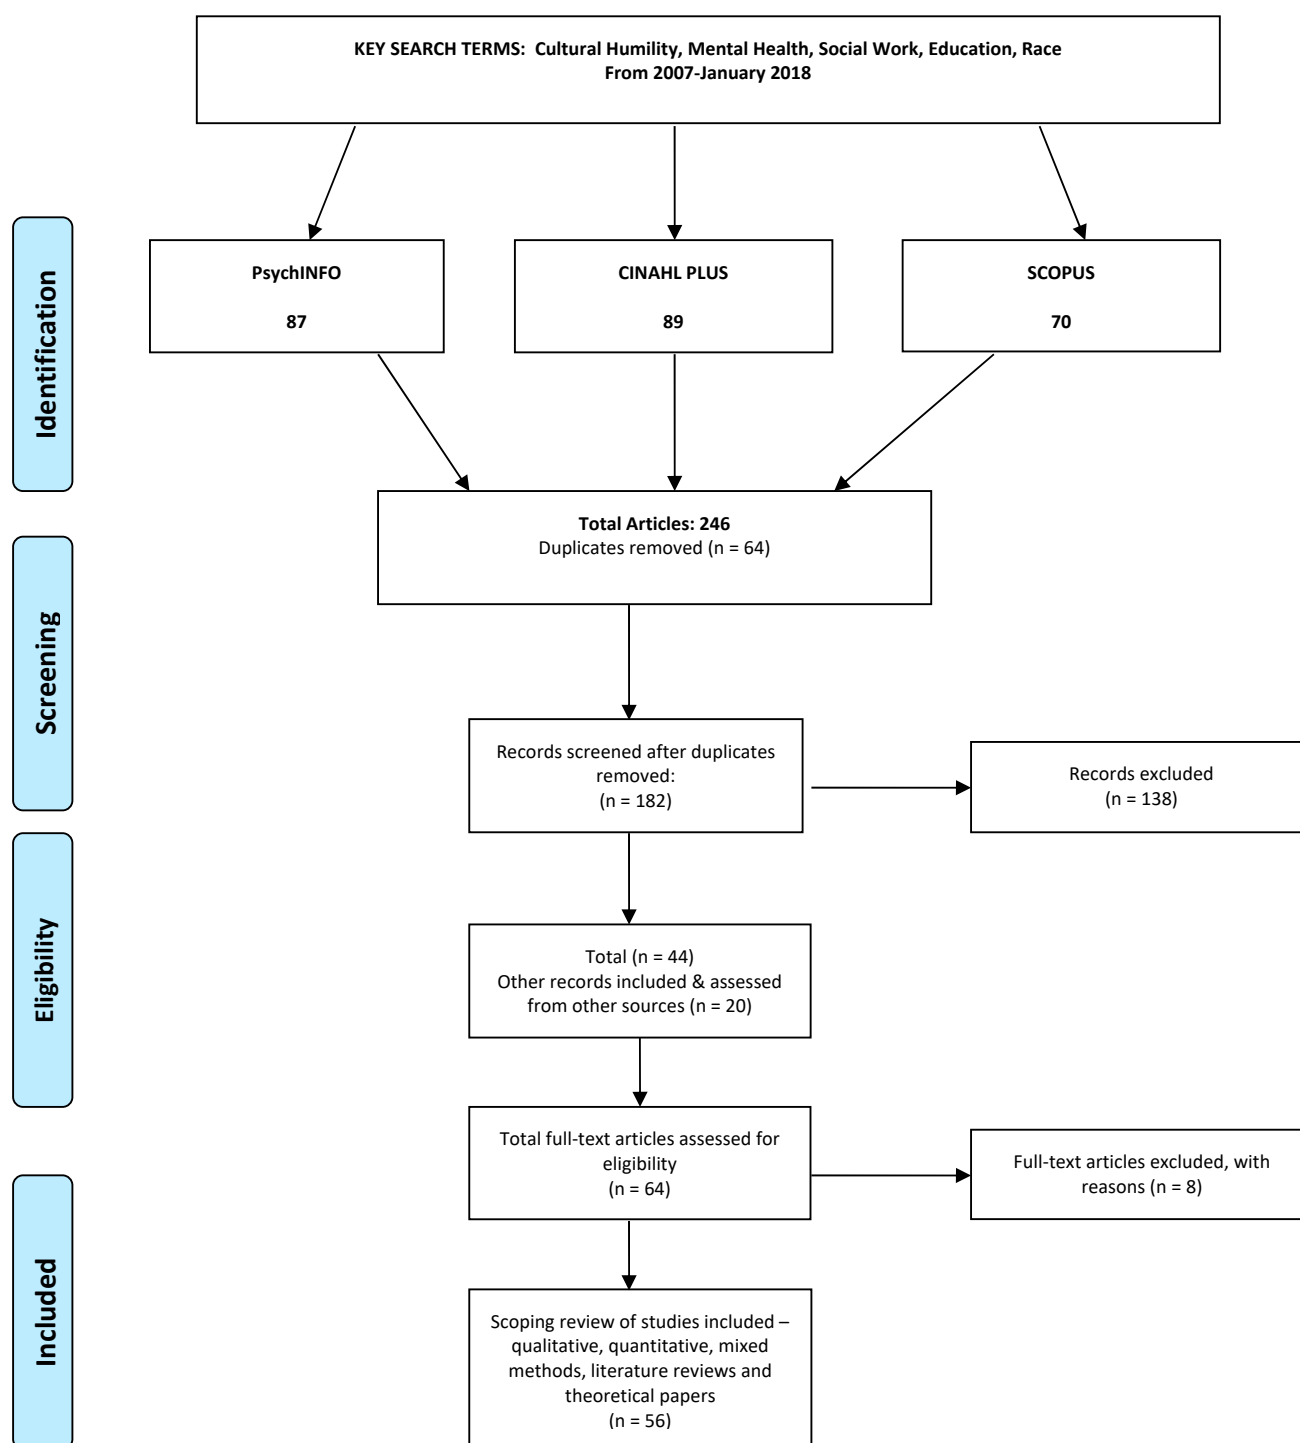 KEY SEARCH TERMS: Cultural Humility, Mental Health, Social Work, Education, Race
From 2007-January 2018
Identification
PsychINFO
87
CINAHL PLUS
89
SCOPUS
70
Total Articles: 246
Duplicates removed (n = 64)
Screening
Records screened after duplicates
removed:
(n = 182)
Records excluded
(n = 138)
Eligibility
Total (n = 44)
Other records included & assessed
from other sources (n = 20)
Total full-text articles assessed for
eligibility
(n = 64)
Full-text articles excluded, with
reasons (n = 8)
Included
Scoping review of studies included –
qualitative, quantitative, mixed
methods, literature reviews and
theoretical papers
(n = 56)